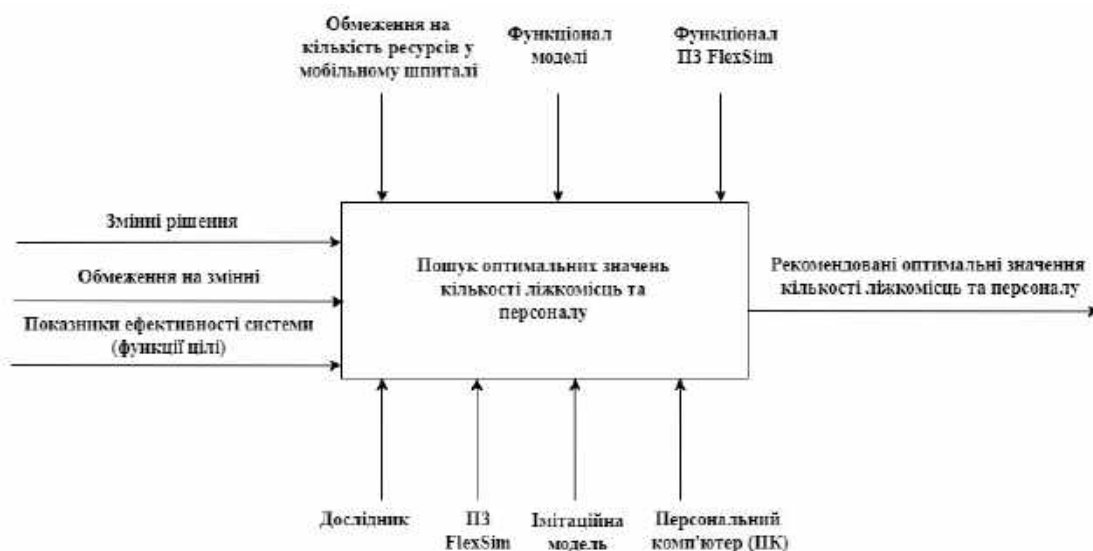 Обмеження на
кількість ресурсів у
мобільному шпиталі
Функціонал
моделі
Функціонал
ПЗ FlexSim
Змінні рішення
Обмеження на змінні
Показники ефективності системи
(функції цілі)
Пошук оптимальних значень
кількості ліжкомісць та
персоналу
Рекомендовані оптимальні значення
кількості ліжкомісць та персоналу
Дослідник
ПЗ
FlexSim
Імітаційна
модель
Персональний
комп'ютер (ПК)